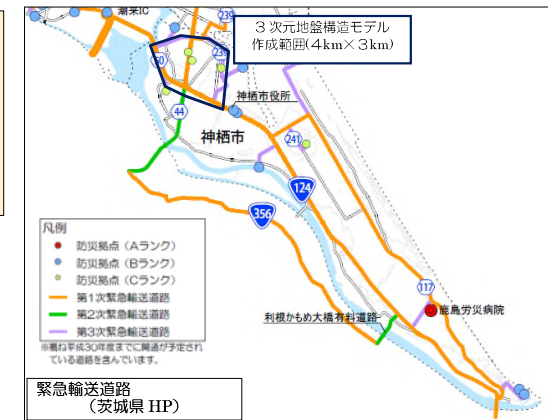 潮来IC
239
3次元地盤構造モデル
作成範囲(4km×3km)
50
239
神栖市役所
44
神栖市
241
124
356
凡例
防災拠点（Aランク）
防災拠点（Bランク）
防災拠点（Cランク）
第1次緊急輸送道路
第2次緊急輸送道路
第3次緊急輸送道路
※概ね平成30年度までに開通が予定され
ている道路を含んでいます。
117
鹿島労災病院
利根かもめ大橋有料道路
緊急輸送道路
（茨城県 HP）